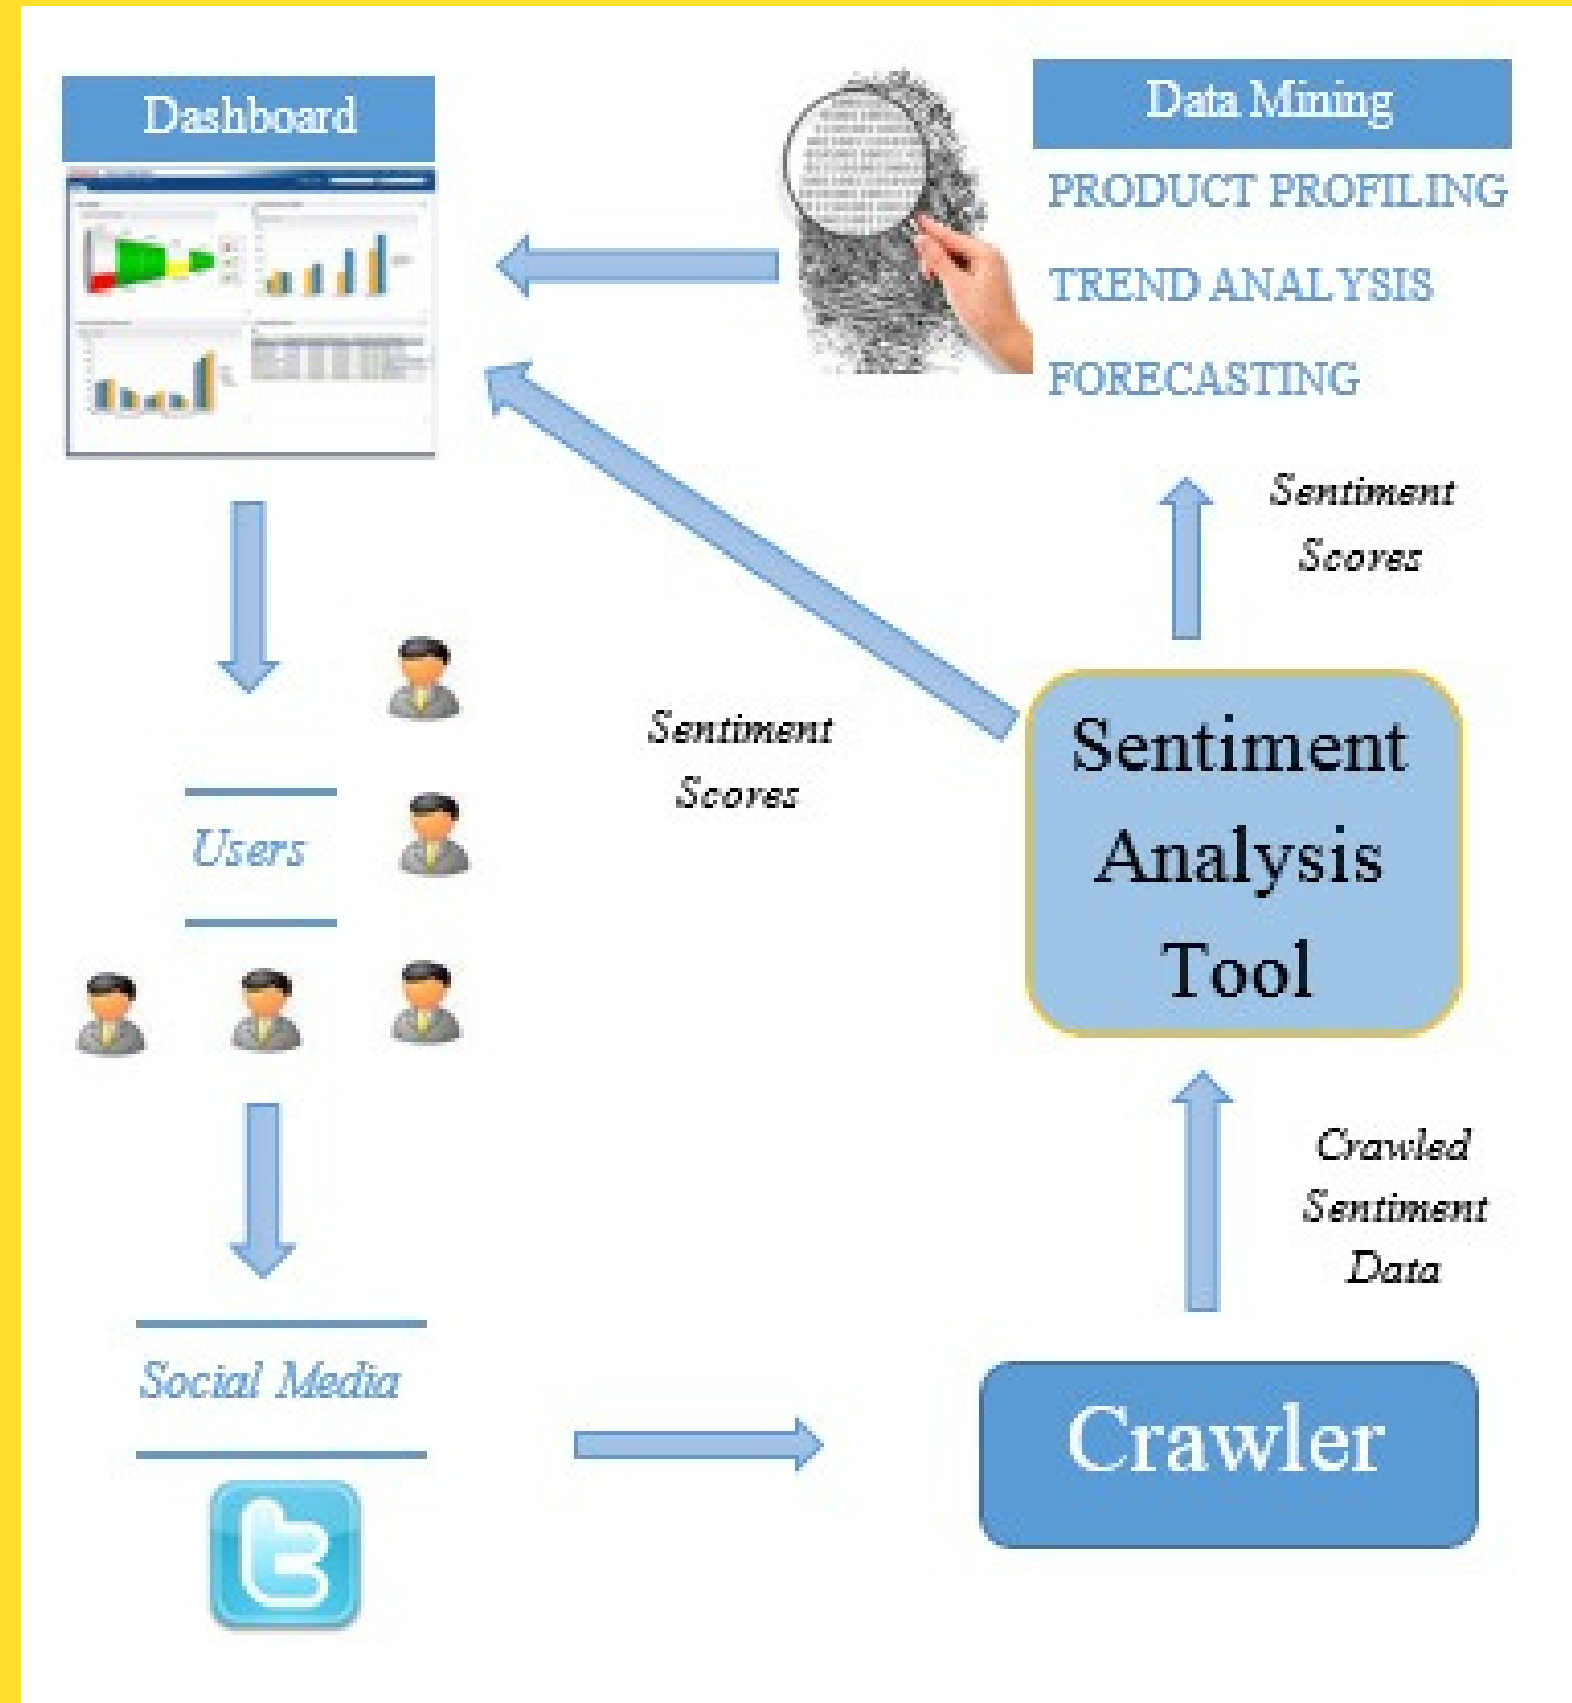 Dashboard
Data Mining
PRODUCT PROFILING
TREND ANALYSIS
FORECASTING
Sentiment
Scores
Sentiment
Scores
Sentiment
Analysis
Tool
Users
Crawled
Sentiment
Data
Social Media
Crawler